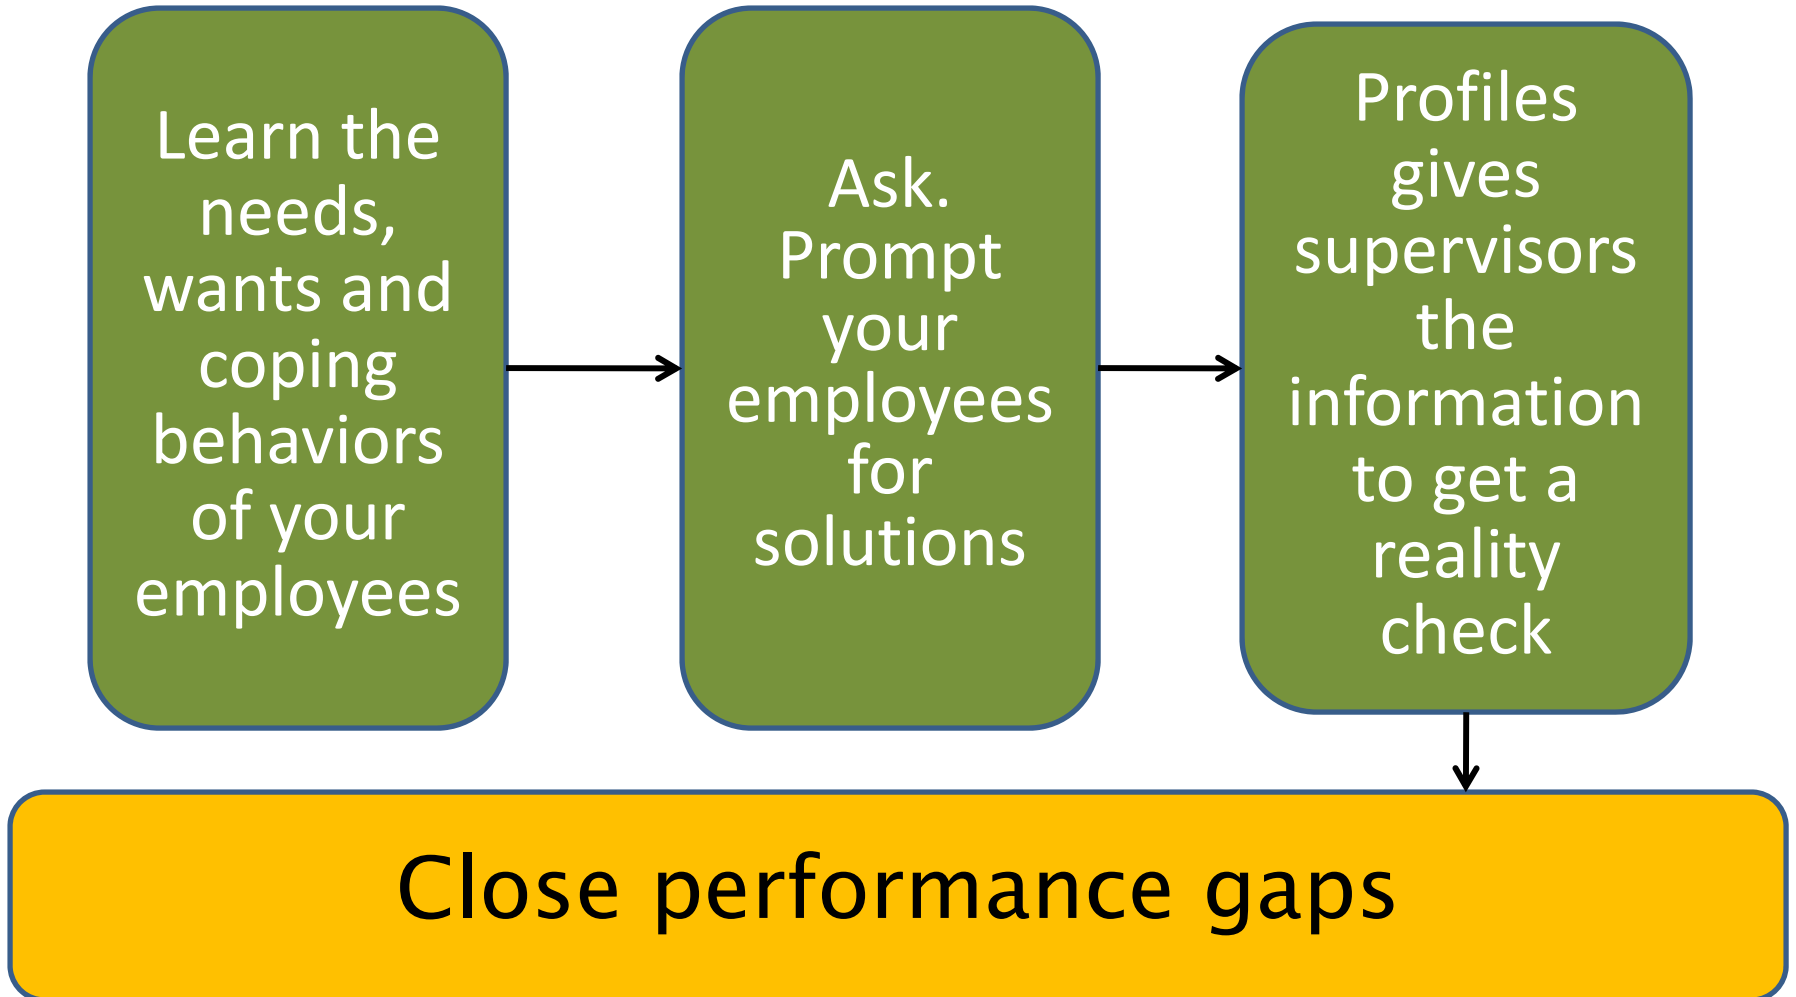 Learn the
needs,
wants and
coping
behaviors
of your
employees
Ask.
Prompt
your
employees
for
solutions
Profiles
gives
supervisors
the
information
to get a
reality
check
Close performance gaps